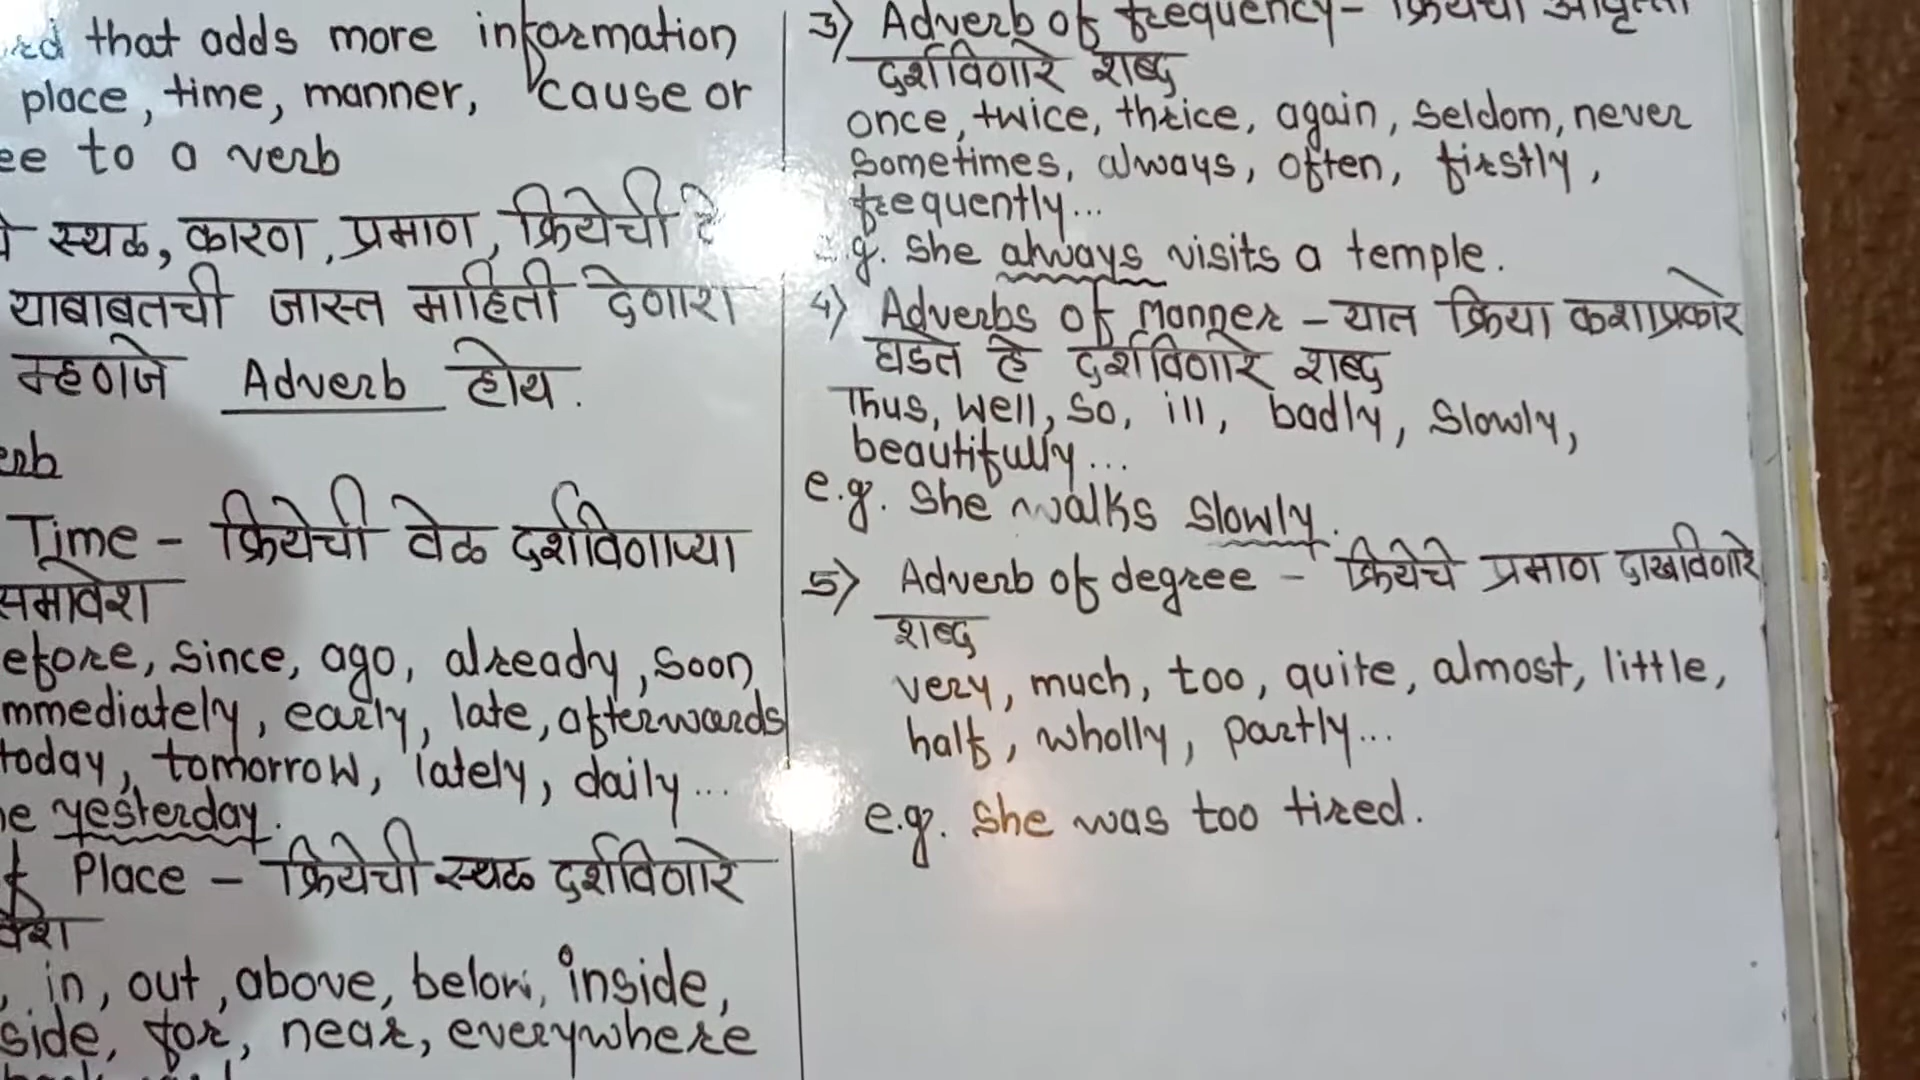 that adds more information
place, time, manner, cause or
to a verb
स्थळ, कारण, प्रमाण, क्रियेची
याबाबतची जास्त माहिती देणारा
म्हणजे Adverb होय.
Time - क्रियेची वेळ दर्शविणाऱ्या
समावेश
since, ago, already, soon,
early, late, afterwards
today, tomorrow, lately, daily...
yesterday.
Place - क्रियेची स्थळ दर्शविणारे
in, out, above, below, inside,
side, far, near, everywhere
3) Adverb of frequency - क्रियेची आवृत्ती
दर्शविणारे शब्द
once, twice, thrice, again, seldom, never
sometimes, always, often, firstly,
frequently...
She always visits a temple.
4) Adverbs of Manner - यात क्रिया कशाप्रकारे
घडते हे दर्शविणारे शब्द
Thus, well, so, ill, badly, slowly,
beautifully...
e.g. She walks slowly.
5) Adverb of degree - क्रियेचे प्रमाण दाखविणारे
शब्द
very, much, too, quite, almost, little,
half, wholly, partly...
e.g. She was too tired.